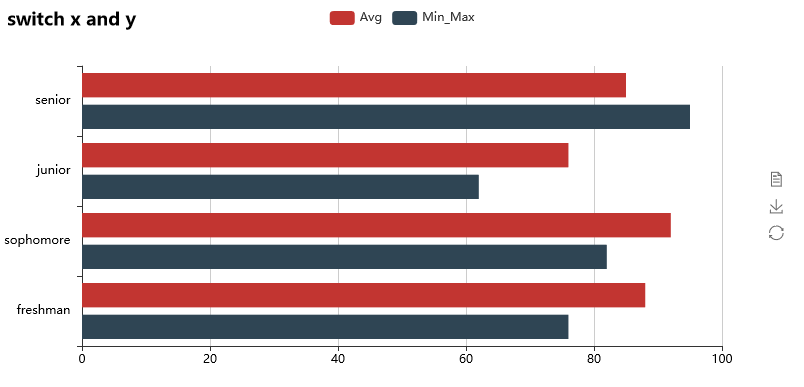 switch x and y
Avg Min_Max
senior
junior
sophomore
freshman
0 20 40 60 80 100